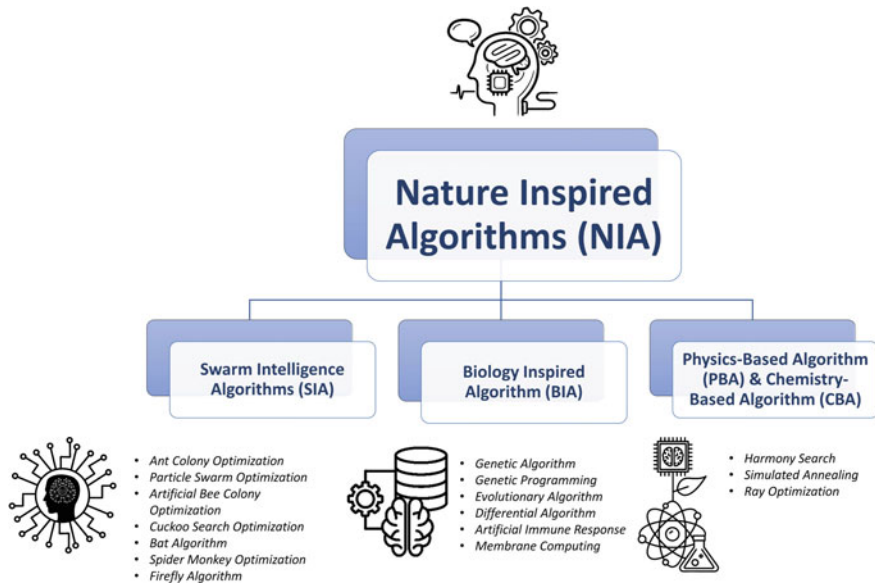 Nature Inspired
Algorithms (NIA)
Swarm Intelligence
Algorithms (SIA)
Biology Inspired
Algorithm (BIA)
Physics-Based Algorithm
(PBA) & Chemistry-
Based Algorithm (CBA)
• Ant Colony Optimization
• Particle Swarm Optimization
• Artificial Bee Colony
Optimization
• Cuckoo Search Optimization
• Bat Algorithm
• Spider Monkey Optimization
• Firefly Algorithm
• Genetic Algorithm
• Genetic Programming
• Evolutionary Algorithm
• Differential Algorithm
• Artificial Immune Response
• Membrane Computing
• Harmony Search
• Simulated Annealing
• Ray Optimization